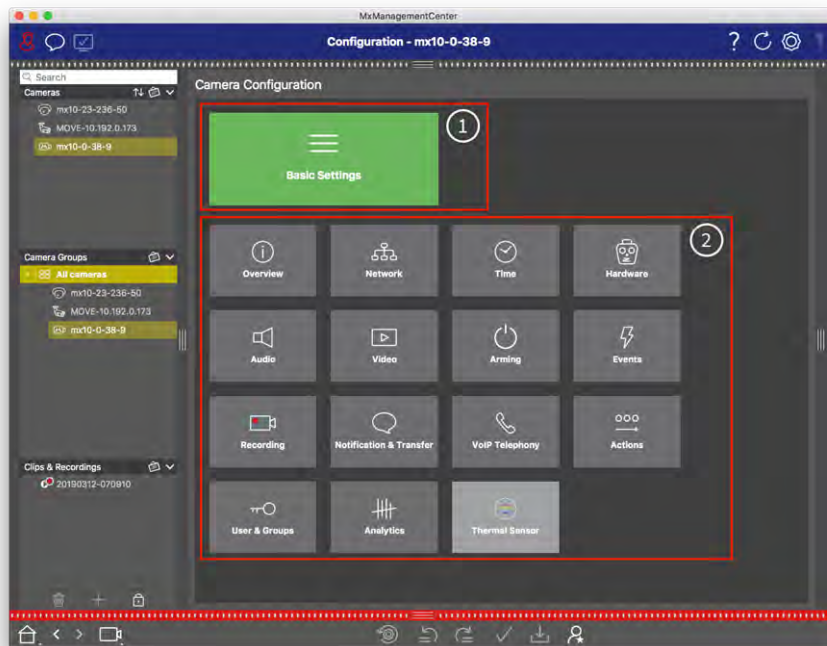 MxManagementCenter
Configuration - mx10-0-38-9
?
Search
Cameras
mx10-23-236-50
MOVE-10.192.0.173
mx10-0-38-9
Camera Groups
All cameras
mx10-23-236-50
MOVE-10.192.0.173
mx10-0-38-9
Clips & Recordings
20190312-070910
Camera Configuration
Basic Settings
1
2
Overview
Network
Time
Hardware
Audio
Video
Arming
Events
Recording
Notification & Transfer
VoIP Telephony
Actions
User & Groups
Analytics
Thermal Sensor